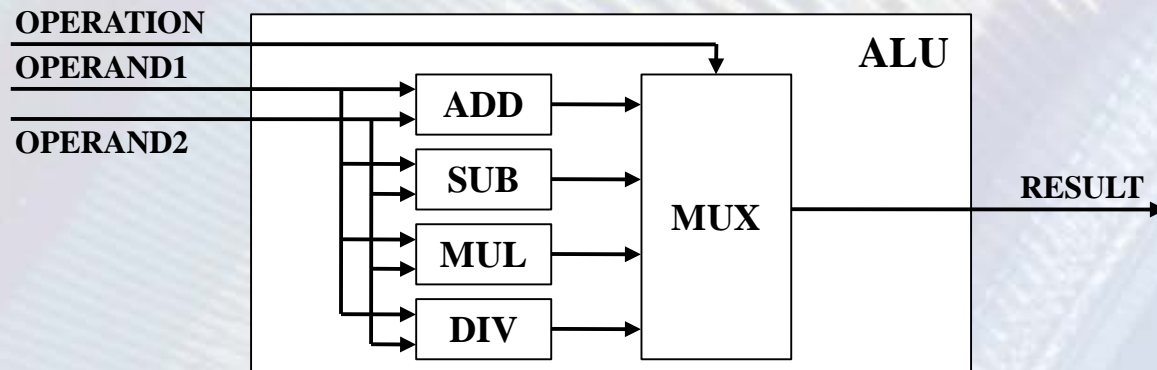 OPERATION
ALU
OPERAND1
ADD
OPERAND2
SUB
RESULT
MUX
MUL
DIV